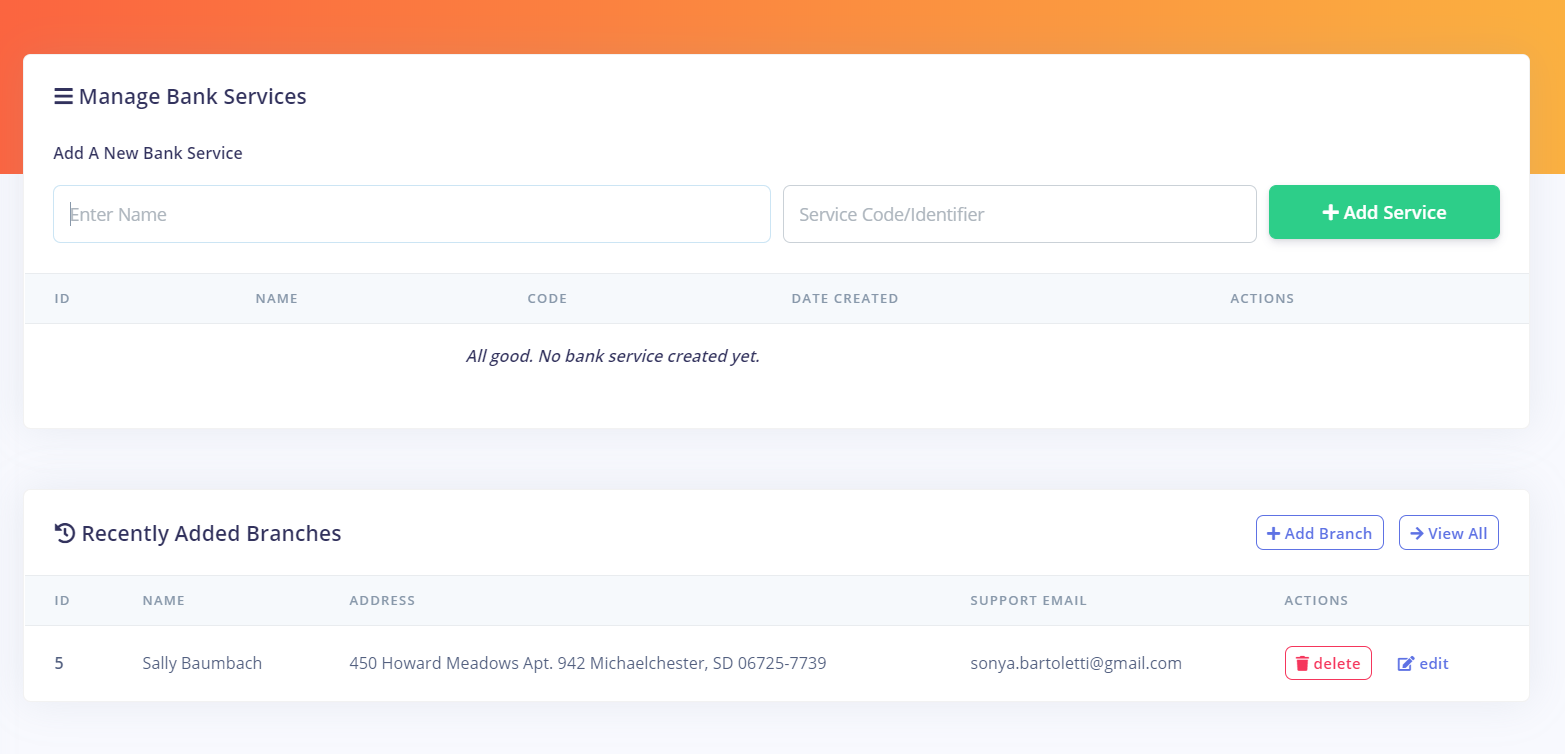 Manage Bank Services
Add A New Bank Service
Enter Name Service Code/Identifier Add Service
ID NAME CODE DATE CREATED ACTIONS
All good. No bank service created yet.
Recently Added Branches Add Branch View All
ID NAME ADDRESS SUPPORT EMAIL ACTIONS
5 Sally Baumbach 450 Howard Meadows Apt. 942 Michaelchester, SD 06725-7739 sonya.bartoletti@gmail.com delete edit